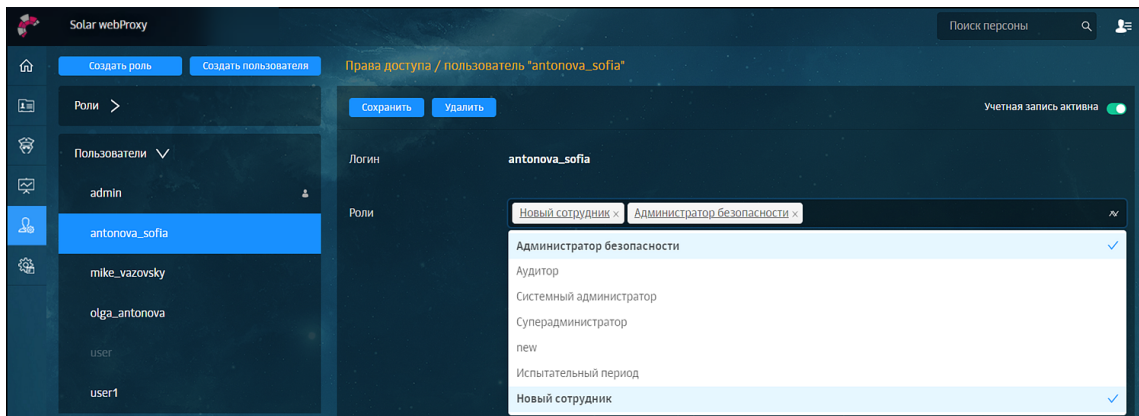 Solar webProxy
Поиск персоны
Создать роль
Создать пользователя
Права доступа / пользователь "antonova_sofia"
Роли
Сохранить
Удалить
Учетная запись активна
Пользователи
Логин
antonova_sofia
admin
Роли
Новый сотрудник ×
Администратор безопасности ×
antonova_sofia
Администратор безопасности
Аудитор
mike_vazovsky
Системный администратор
olga_antonova
Суперадминистратор
new
user
Испытательный период
user1
Новый сотрудник